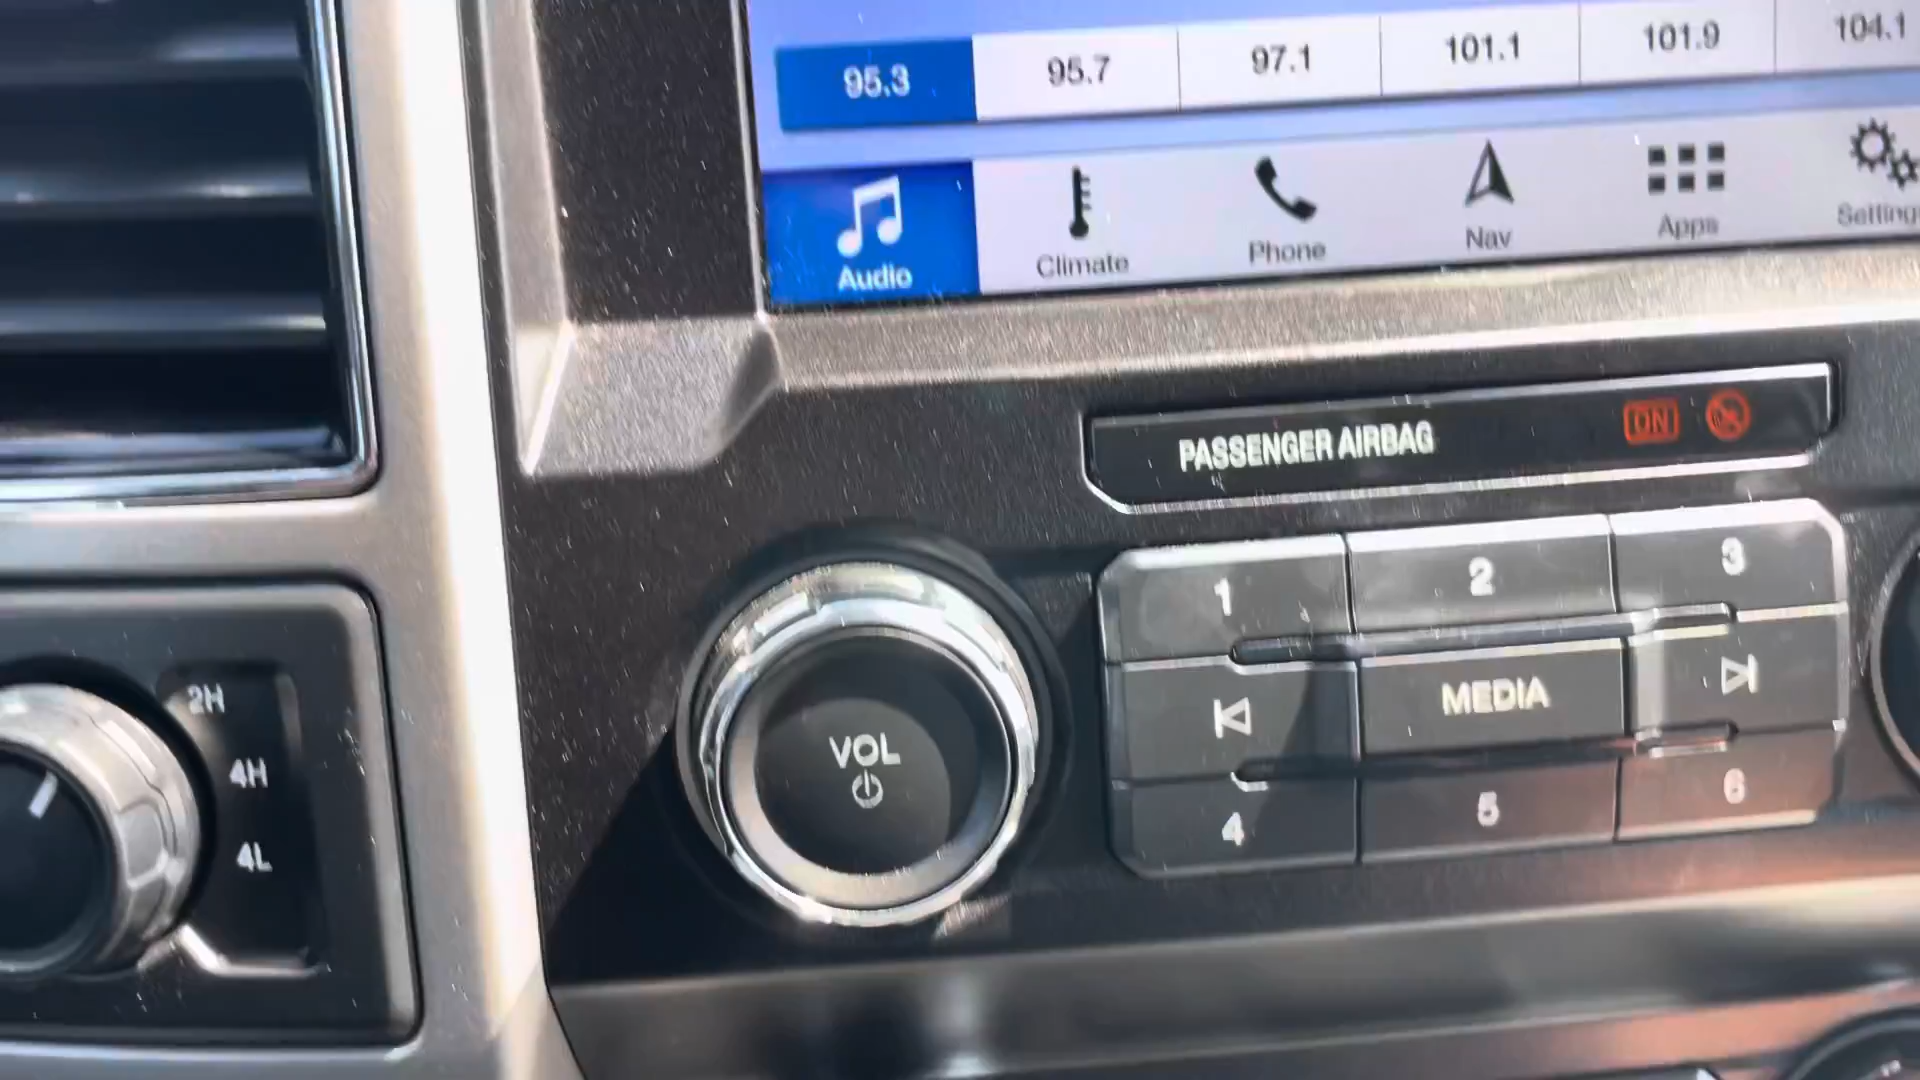 95.3 95.7 97.1 101.1 101.9 104.1
Audio Climate Phone Nav Apps Settings
PASSENGER AIRBAG ON
1 2 3
MEDIA
4 5 6
VOL
2H
4H
4L